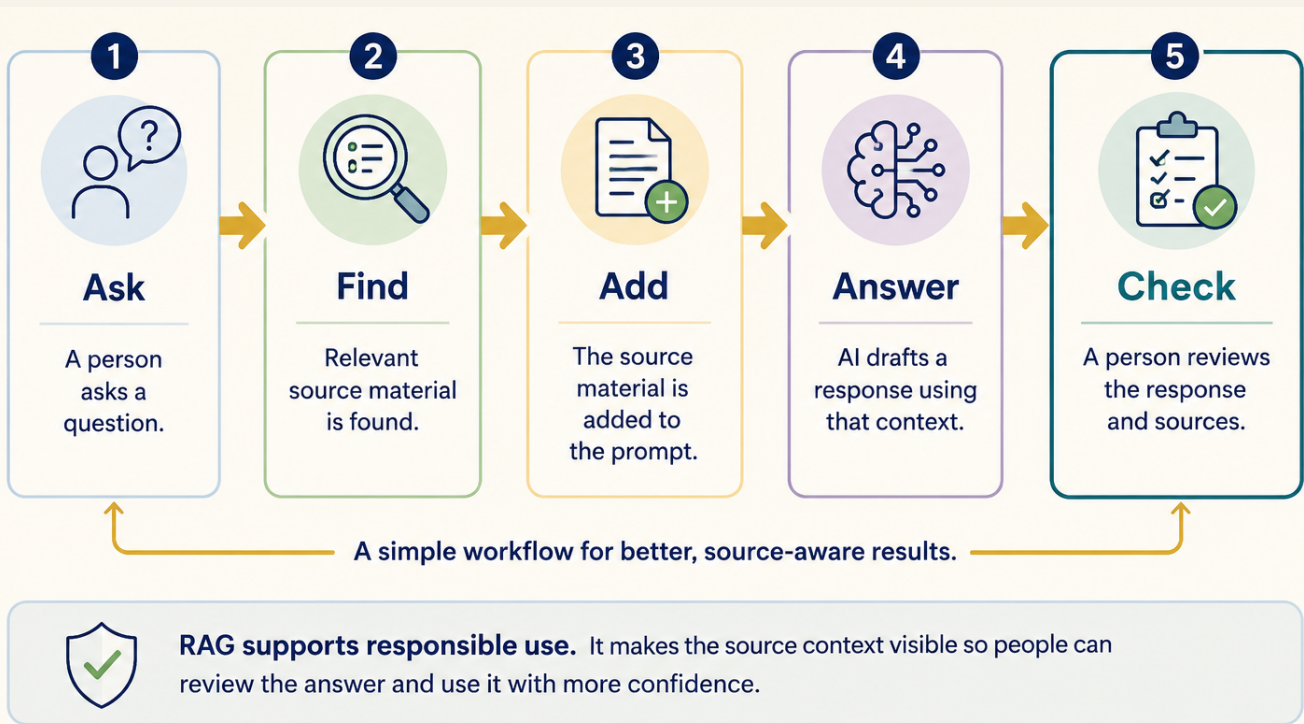 1
2
3
4
5
?
Ask
Find
Add
Answer
Check
A person
asks a
question.
Relevant
source material
is found.
The source
material is
added to
the prompt.
AI drafts a
response using
that context.
A person reviews
the response
and sources.
A simple workflow for better, source-aware results.
RAG supports responsible use. It makes the source context visible so people can
review the answer and use it with more confidence.